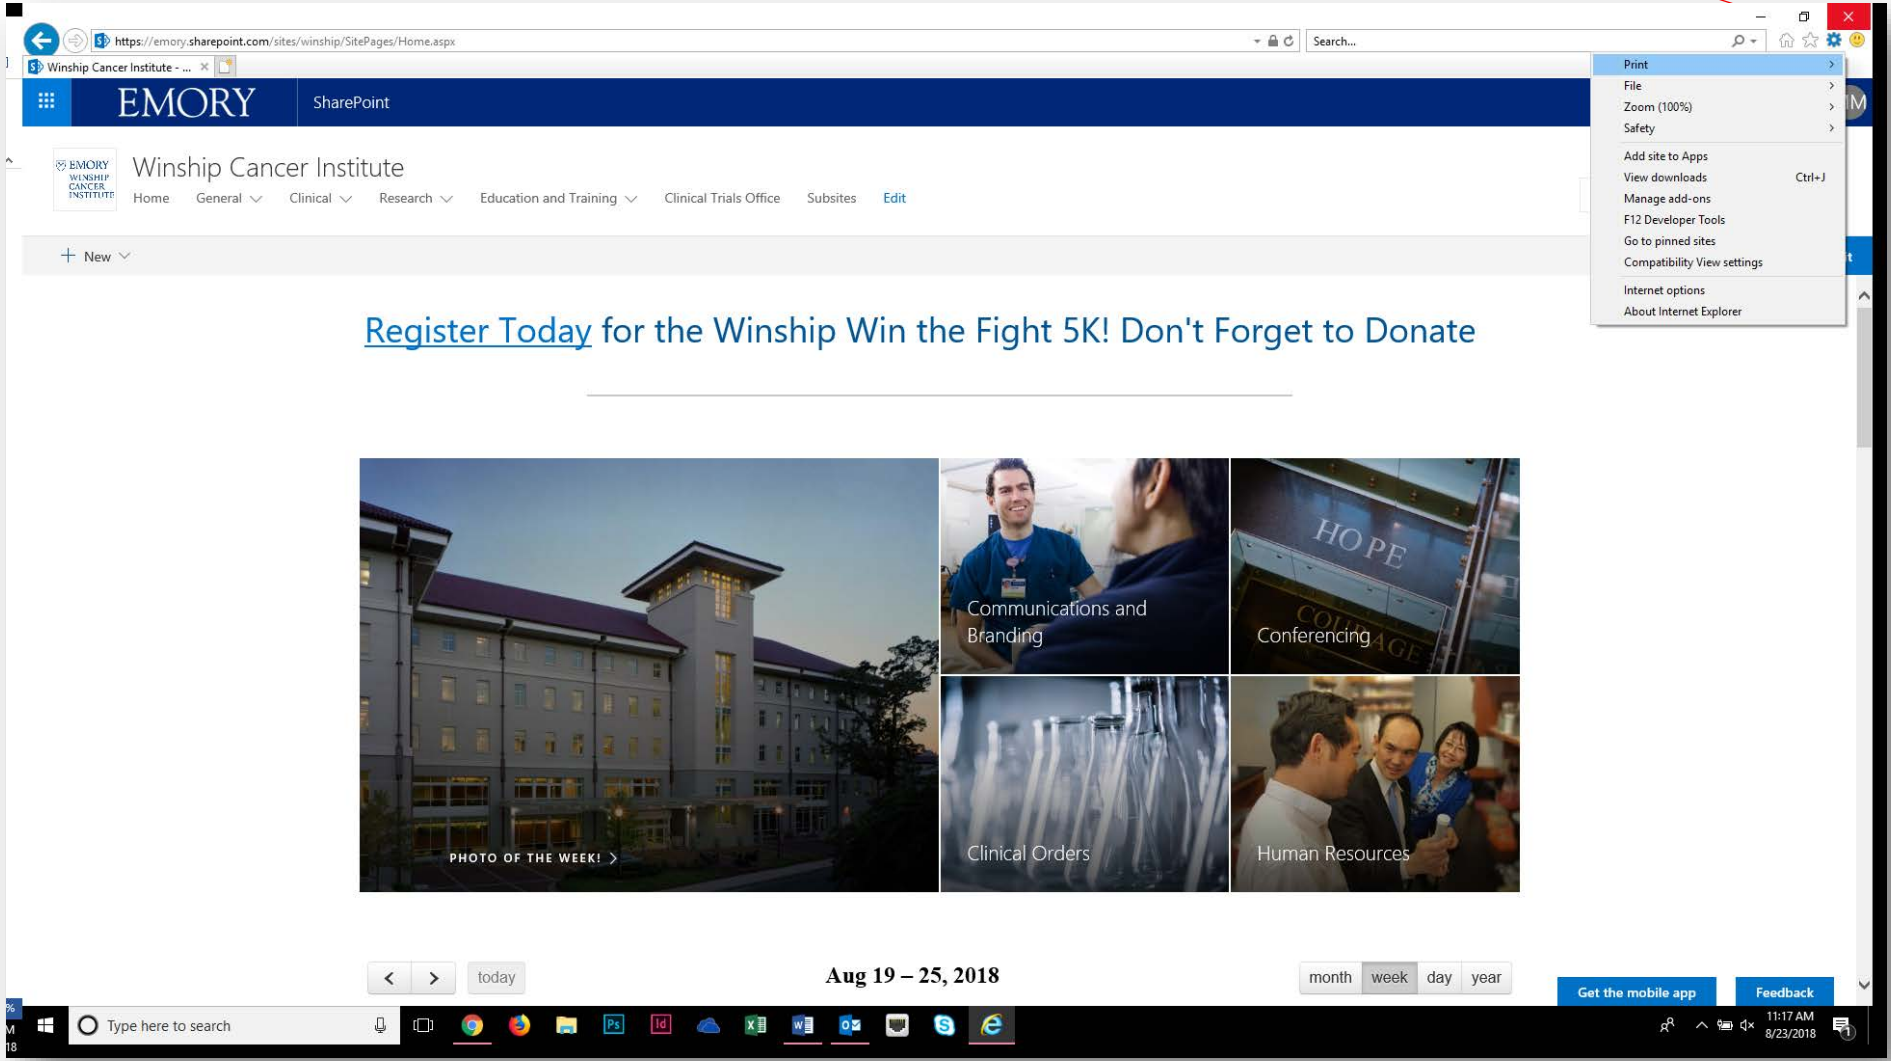 https://emory.sharepoint.com/sites/winship/SitePages/Home.aspx
Search...
Winship Cancer Institute - ...
EMORY
SharePoint
EMORY
WINSHIP
CANCER
INSTITUTE
Winship Cancer Institute
Home General Clinical Research Education and Training Clinical Trials Office Subsites Edit
+ New
Print
File
Zoom (100%)
Safety
Add site to Apps
View downloads Ctrl+J
Manage add-ons
F12 Developer Tools
Go to pinned sites
Compatibility View settings
Internet options
About Internet Explorer
Register Today for the Winship Win the Fight 5K! Don't Forget to Donate
HOPE
COURAGE
Communications and
Branding
Conferencing
PHOTO OF THE WEEK!
Clinical Orders
Human Resources
today
Aug 19 – 25, 2018
month week day year
Get the mobile app
Feedback
Type here to search
11:17 AM
8/23/2018